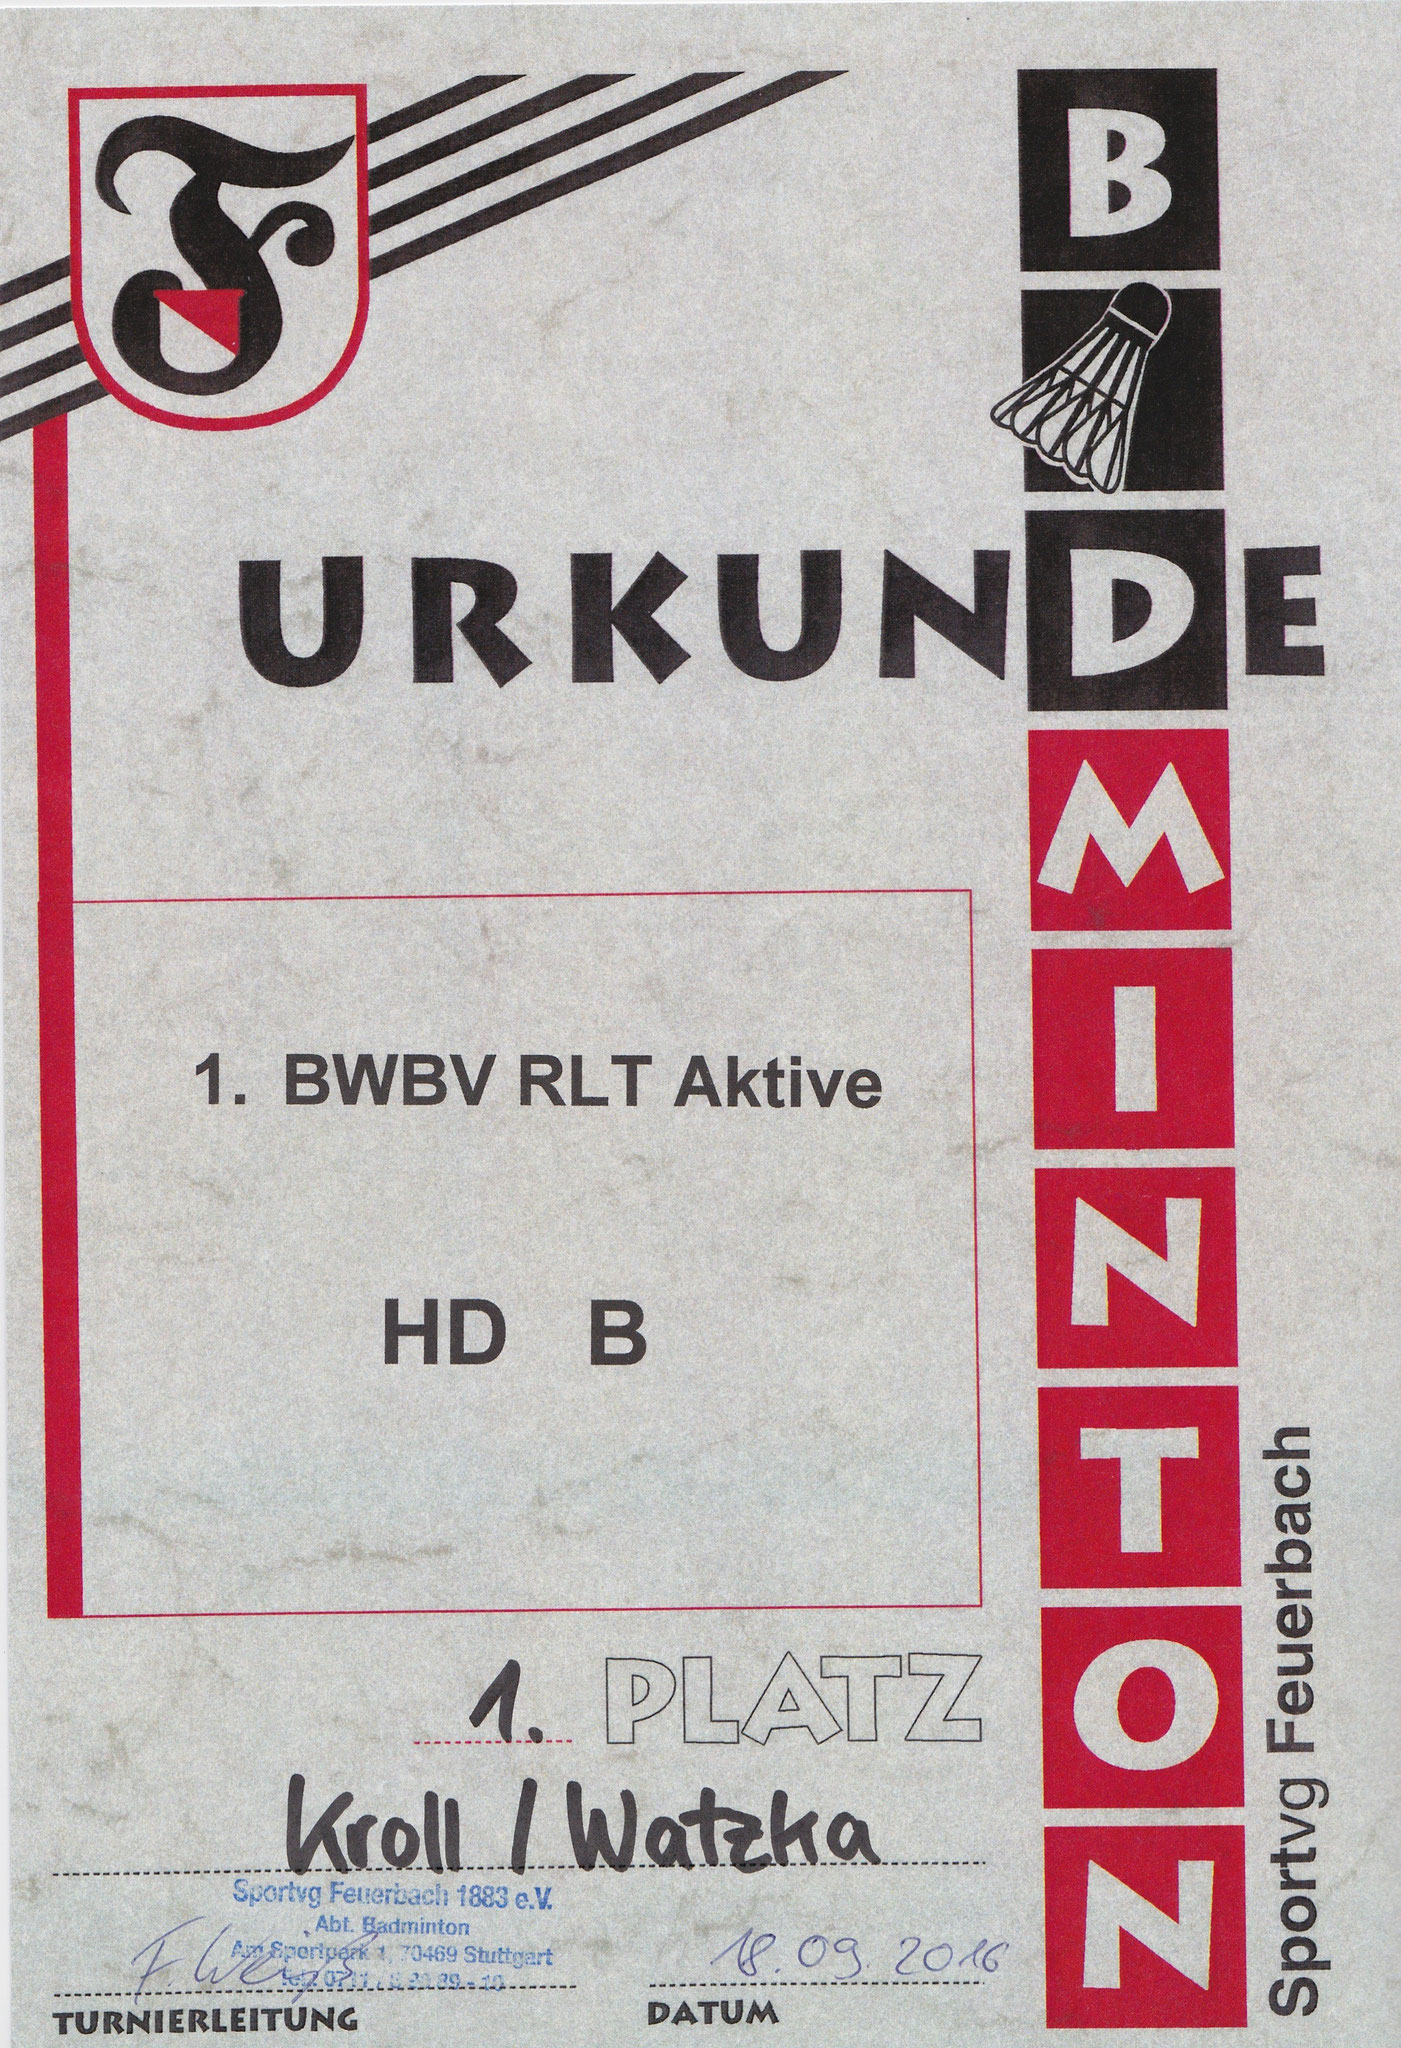 BADMINTON
URKUNDE
1. BWBV RLT Aktive
HD B
1. PLATZ
Kroll / Watzka
Sportvg Feuerbach 1883 e.V.
Abt. Badminton
Am Sportpark 1, 70469 Stuttgart
F. Weiß
18.09.2016
TURNIERLEITUNG
DATUM
Sportvg Feuerbach